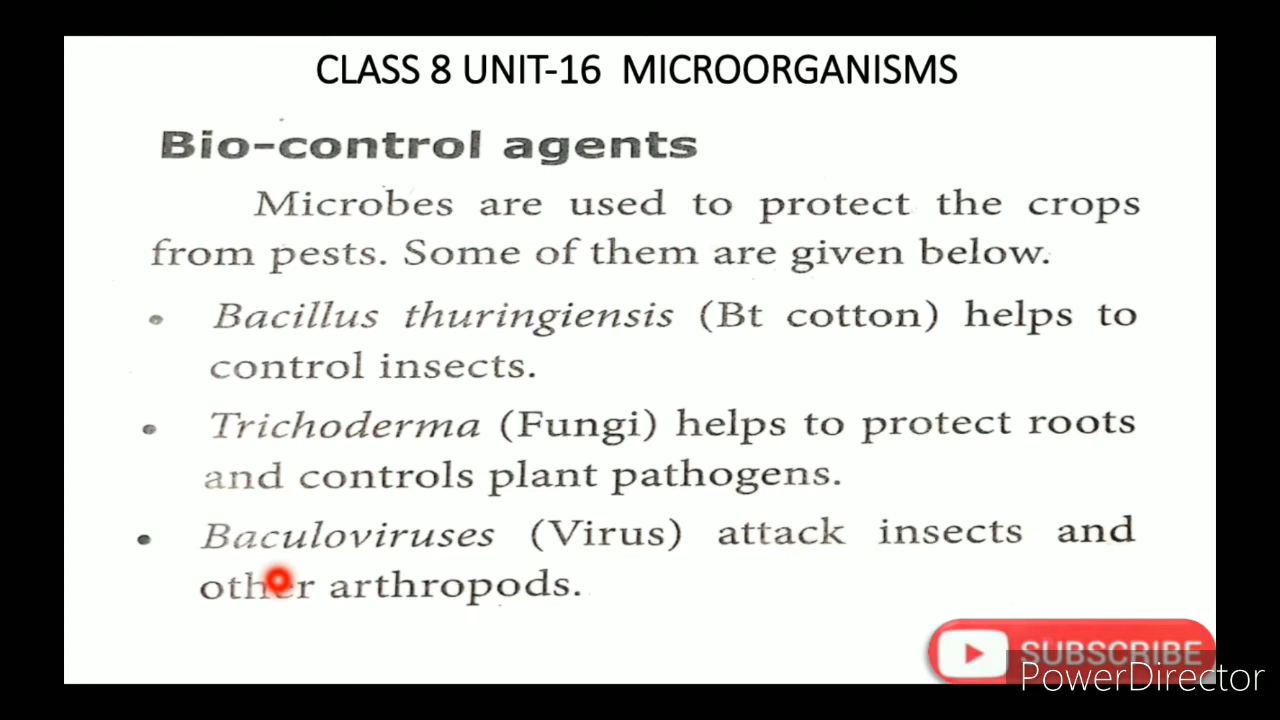 CLASS 8 UNIT-16 MICROORGANISMS
Bio-control agents
Microbes are used to protect the crops
from pests. Some of them are given below.
• Bacillus thuringiensis (Bt cotton) helps to
control insects.
• Trichoderma (Fungi) helps to protect roots
and controls plant pathogens.
• Baculoviruses (Virus) attack insects and
other arthropods.
SUBSCRIBE
PowerDirector